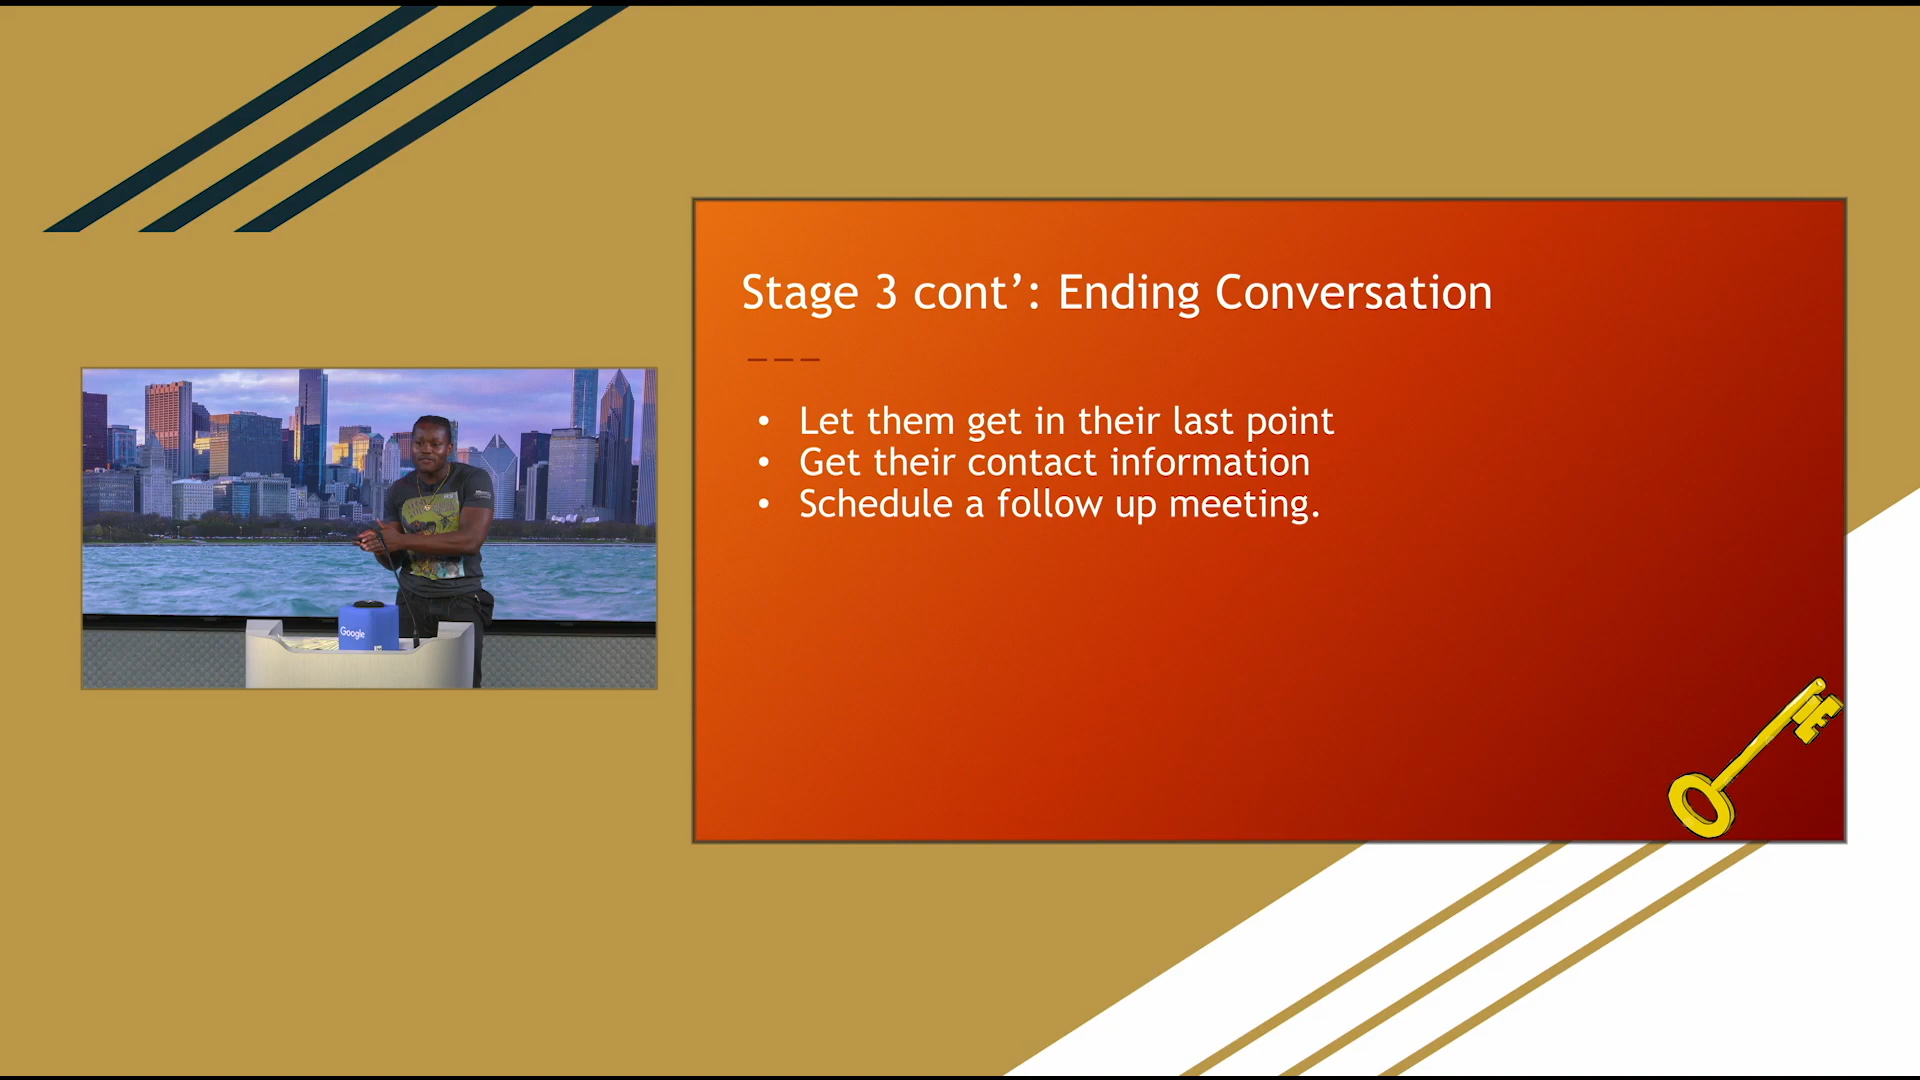 Stage 3 cont’: Ending Conversation
• Let them get in their last point
• Get their contact information
• Schedule a follow up meeting.
Google